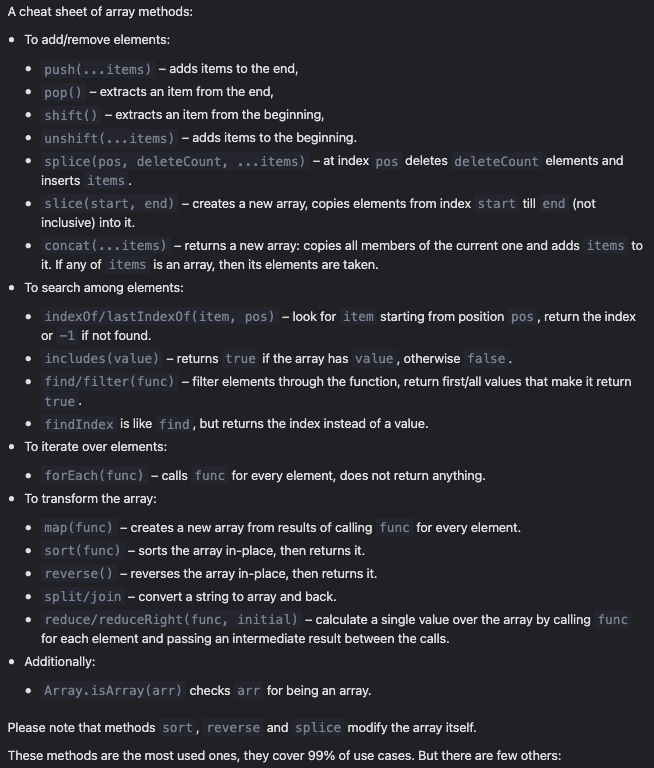 A cheat sheet of array methods:
• To add/remove elements:
• push(...items) – adds items to the end,
• pop() – extracts an item from the end,
• shift() – extracts an item from the beginning,
• unshift(...items) – adds items to the beginning.
• splice(pos, deleteCount, ...items) – at index pos deletes deleteCount elements and
inserts items.
• slice(start, end) – creates a new array, copies elements from index start till end (not
inclusive) into it.
• concat(...items) – returns a new array: copies all members of the current one and adds items to
it. If any of items is an array, then its elements are taken.
• To search among elements:
• indexOf/lastIndexOf(item, pos) – look for item starting from position pos, return the index
or -1 if not found.
• includes(value) – returns true if the array has value, otherwise false.
• find/filter(func) – filter elements through the function, return first/all values that make it return
true.
• findIndex is like find, but returns the index instead of a value.
• To iterate over elements:
• forEach(func) – calls func for every element, does not return anything.
• To transform the array:
• map(func) – creates a new array from results of calling func for every element.
• sort(func) – sorts the array in-place, then returns it.
• reverse() – reverses the array in-place, then returns it.
• split/join – convert a string to array and back.
• reduce/reduceRight(func, initial) – calculate a single value over the array by calling func
for each element and passing an intermediate result between the calls.
• Additionally:
• Array.isArray(arr) checks arr for being an array.
Please note that methods sort, reverse and splice modify the array itself.
These methods are the most used ones, they cover 99% of use cases. But there are few others: